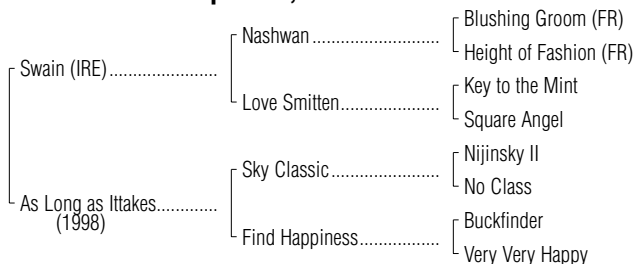 Blushing Groom (FR)
Nashwan
Height of Fashion (FR)
Swain (IRE)
Key to the Mint
Love Smitten
Square Angel
Nijinsky II
Sky Classic
No Class
As Long as Ittakes
(1998)
Buckfinder
Find Happiness
Very Very Happy